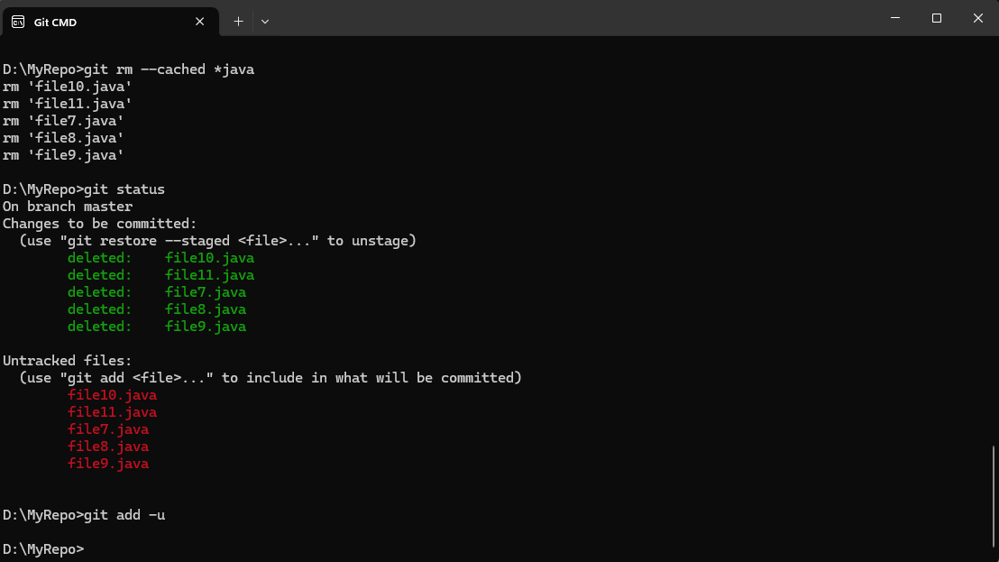 Git CMD
D:\MyRepo>git rm --cached *java
rm 'file10.java'
rm 'file11.java'
rm 'file7.java'
rm 'file8.java'
rm 'file9.java'
D:\MyRepo>git status
On branch master
Changes to be committed:
  (use "git restore --staged <file>..." to unstage)
        deleted:    file10.java
        deleted:    file11.java
        deleted:    file7.java
        deleted:    file8.java
        deleted:    file9.java
Untracked files:
  (use "git add <file>..." to include in what will be committed)
        file10.java
        file11.java
        file7.java
        file8.java
        file9.java
D:\MyRepo>git add -u
D:\MyRepo>